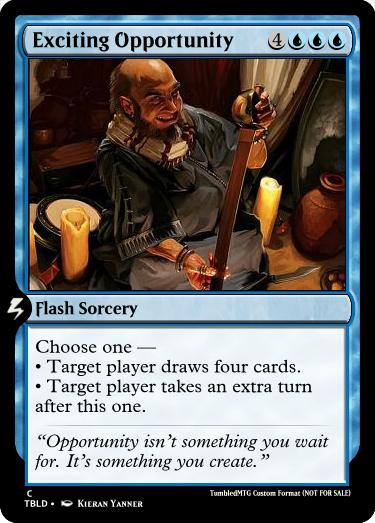 Exciting Opportunity 4
Flash Sorcery
Choose one —
• Target player draws four cards.
• Target player takes an extra turn
after this one.
“Opportunity isn’t something you wait
for. It’s something you create.”
C
TBLD • Kieran Yanner
TumbledMTG Custom Format (NOT FOR SALE)